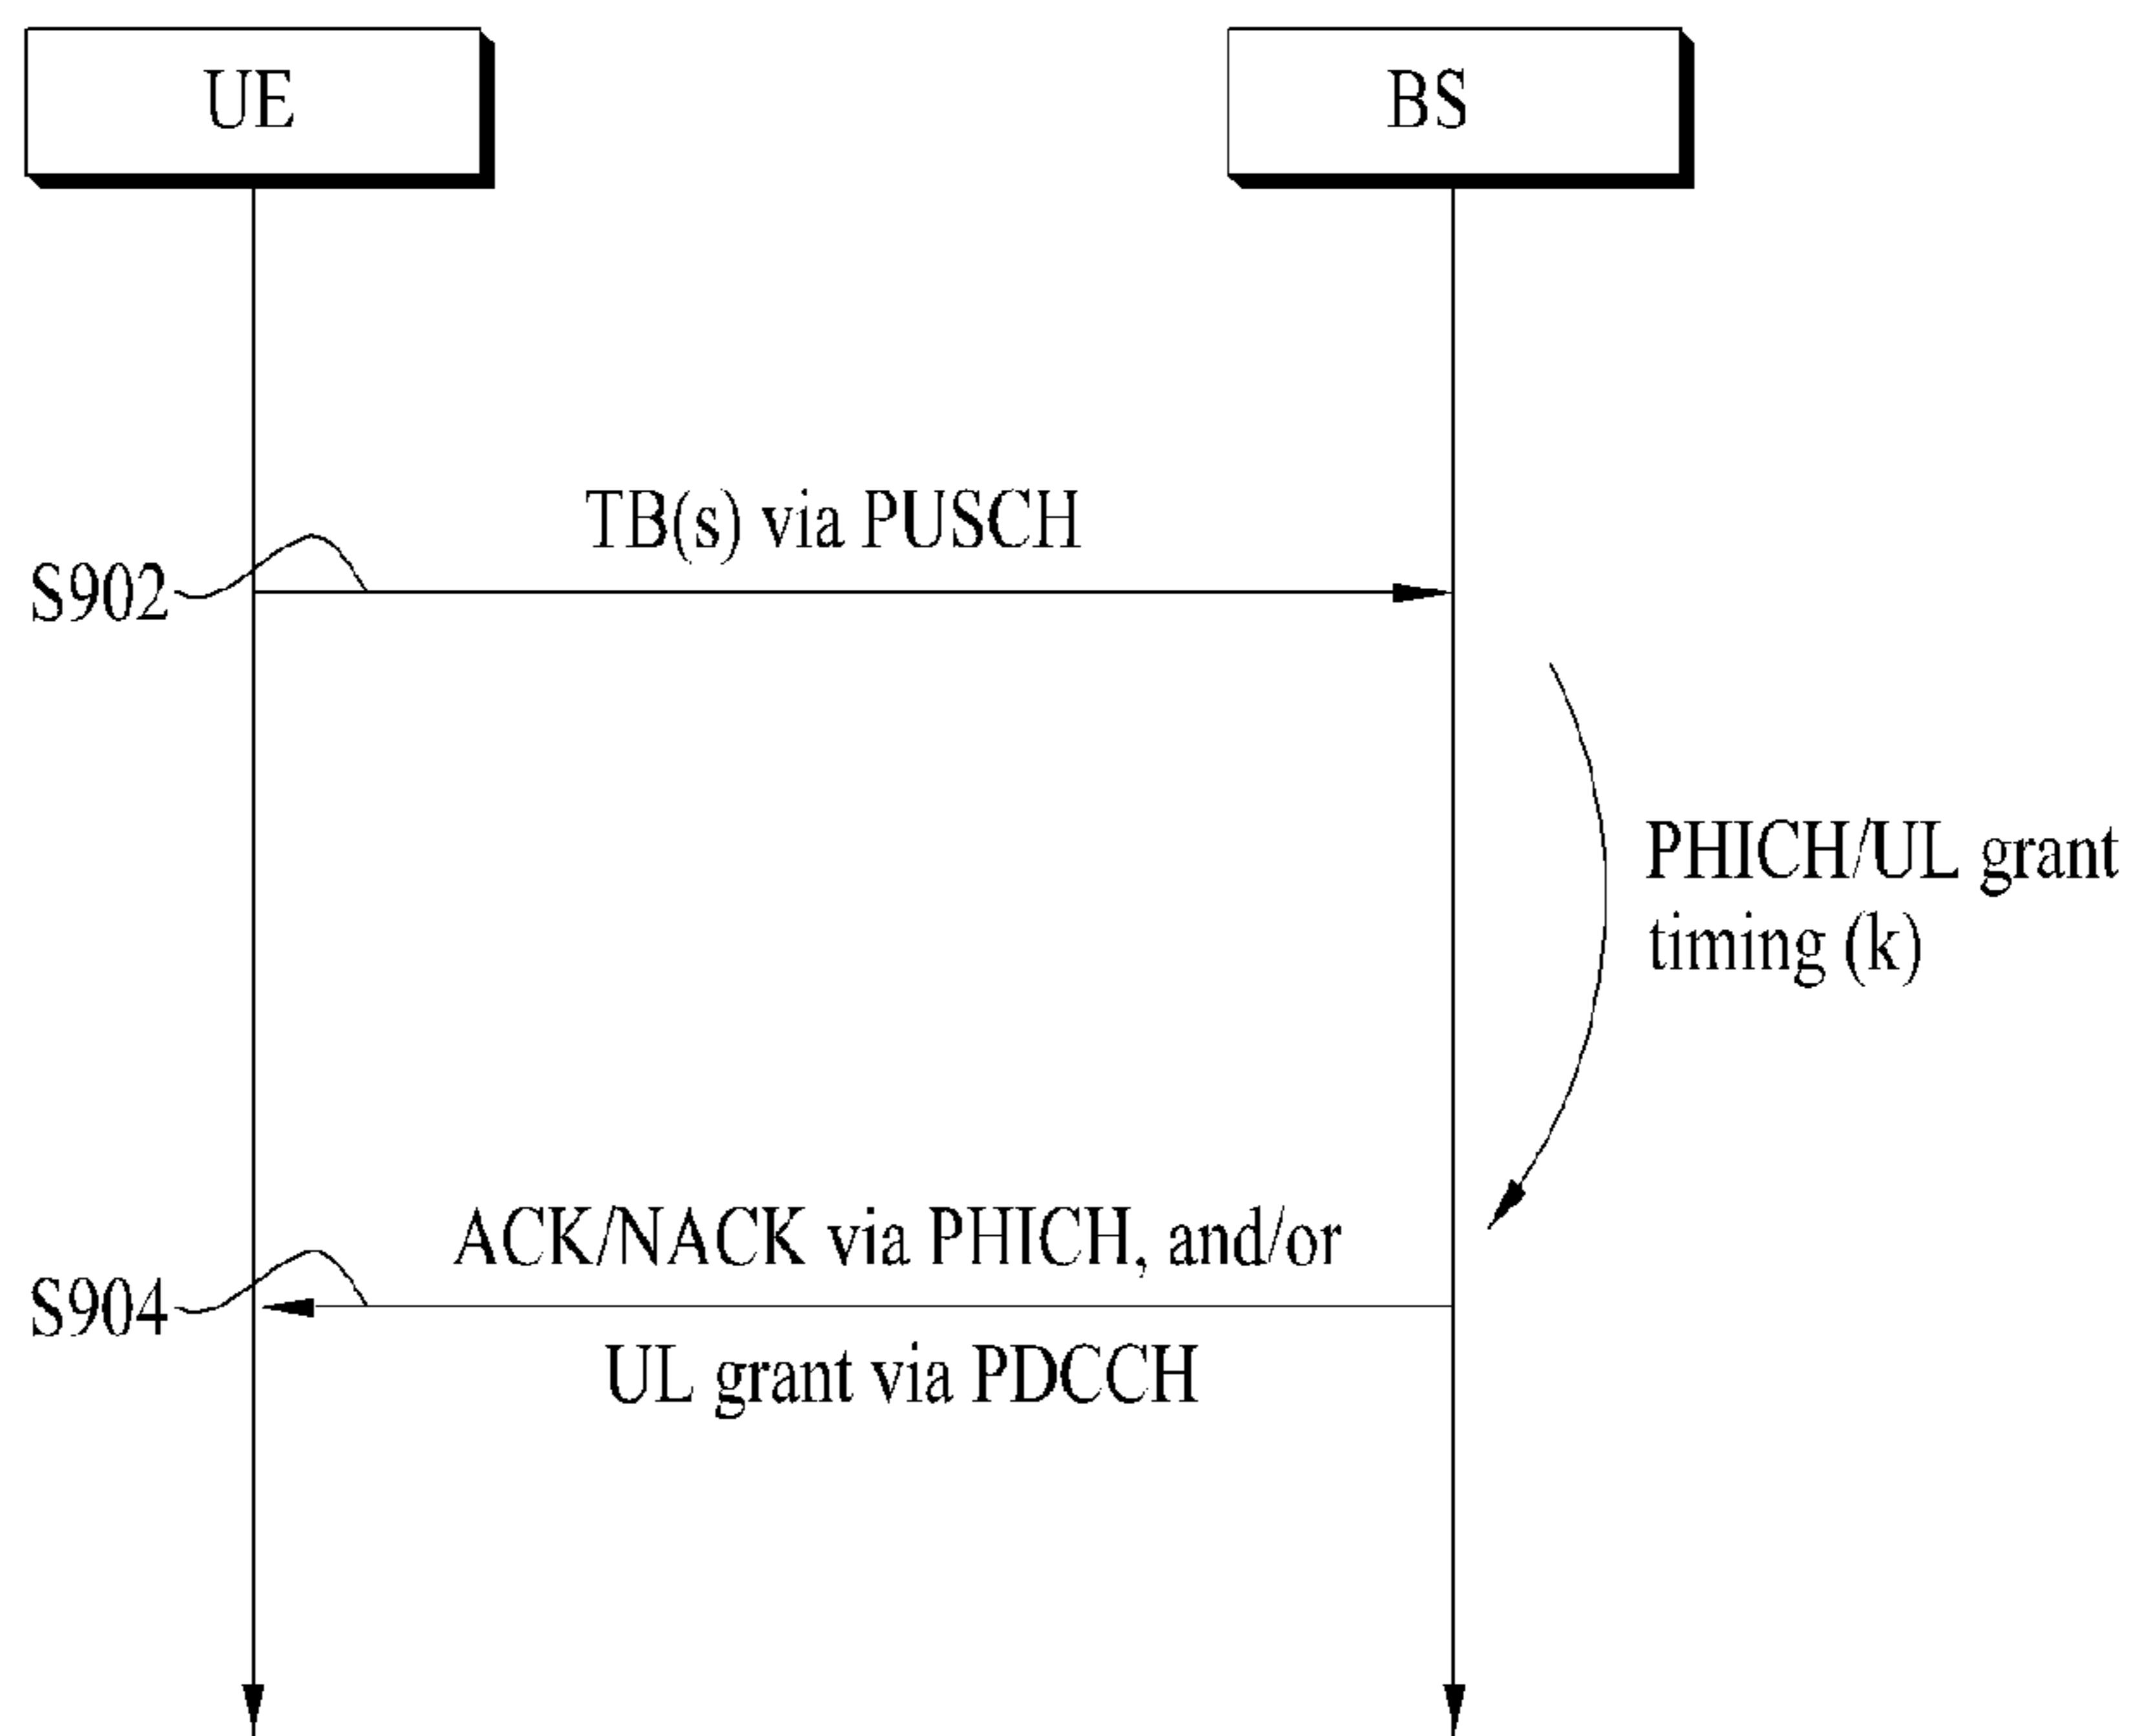 UE
BS
TB(s) via PUSCH
S902
PHICH/UL grant
timing (k)
ACK/NACK via PHICH, and/or
S904
UL grant via PDCCH